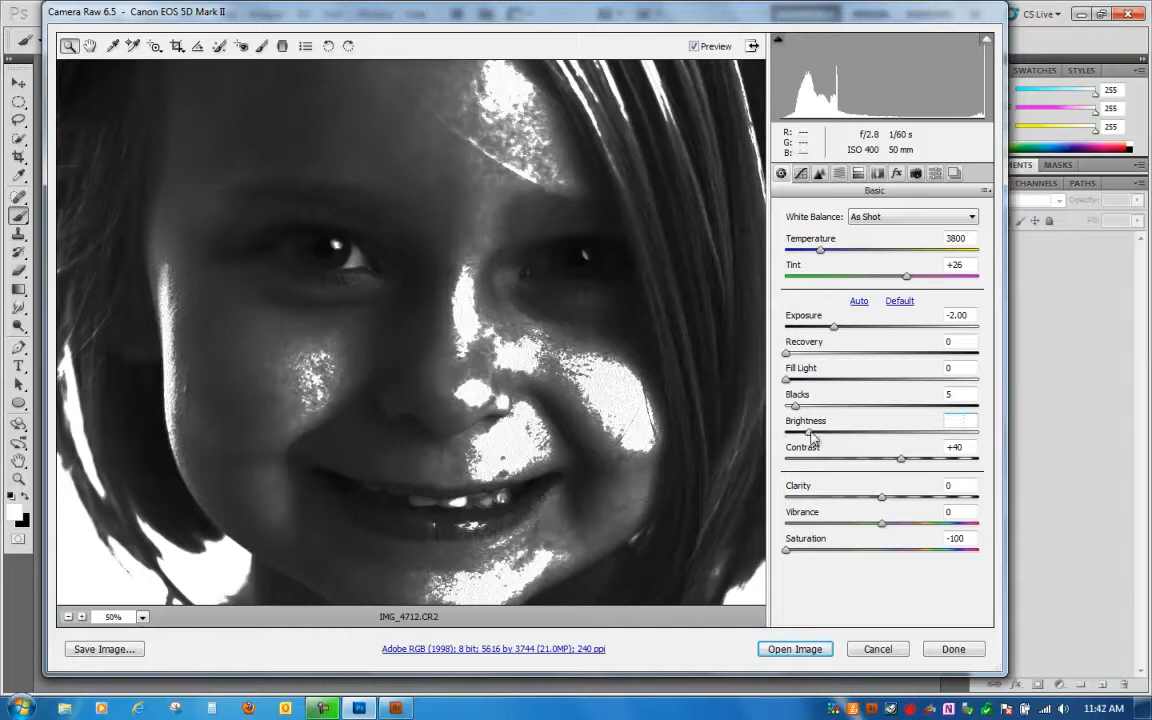 Camera Raw 6.5 - Canon EOS 5D Mark II
Ps
CS Live
Preview
SWATCHES STYLES
255
255
255
R: ---
G: ---
B: ---
f/2.8 1/60 s
ISO 400 50 mm
MASKS
CHANNELS PATHS
Opacity:
Fill:
Basic
White Balance: As Shot
Temperature 3800
Tint +26
Auto Default
Exposure -2.00
Recovery 0
Fill Light 0
Blacks 5
Brightness
Contrast +40
Clarity 0
Vibrance 0
Saturation -100
50%
IMG_4712.CR2
Save Image...
Adobe RGB (1998); 8 bit; 5616 by 3744 (21.0MP); 240 ppi
Open Image
Cancel
Done
11:42 AM